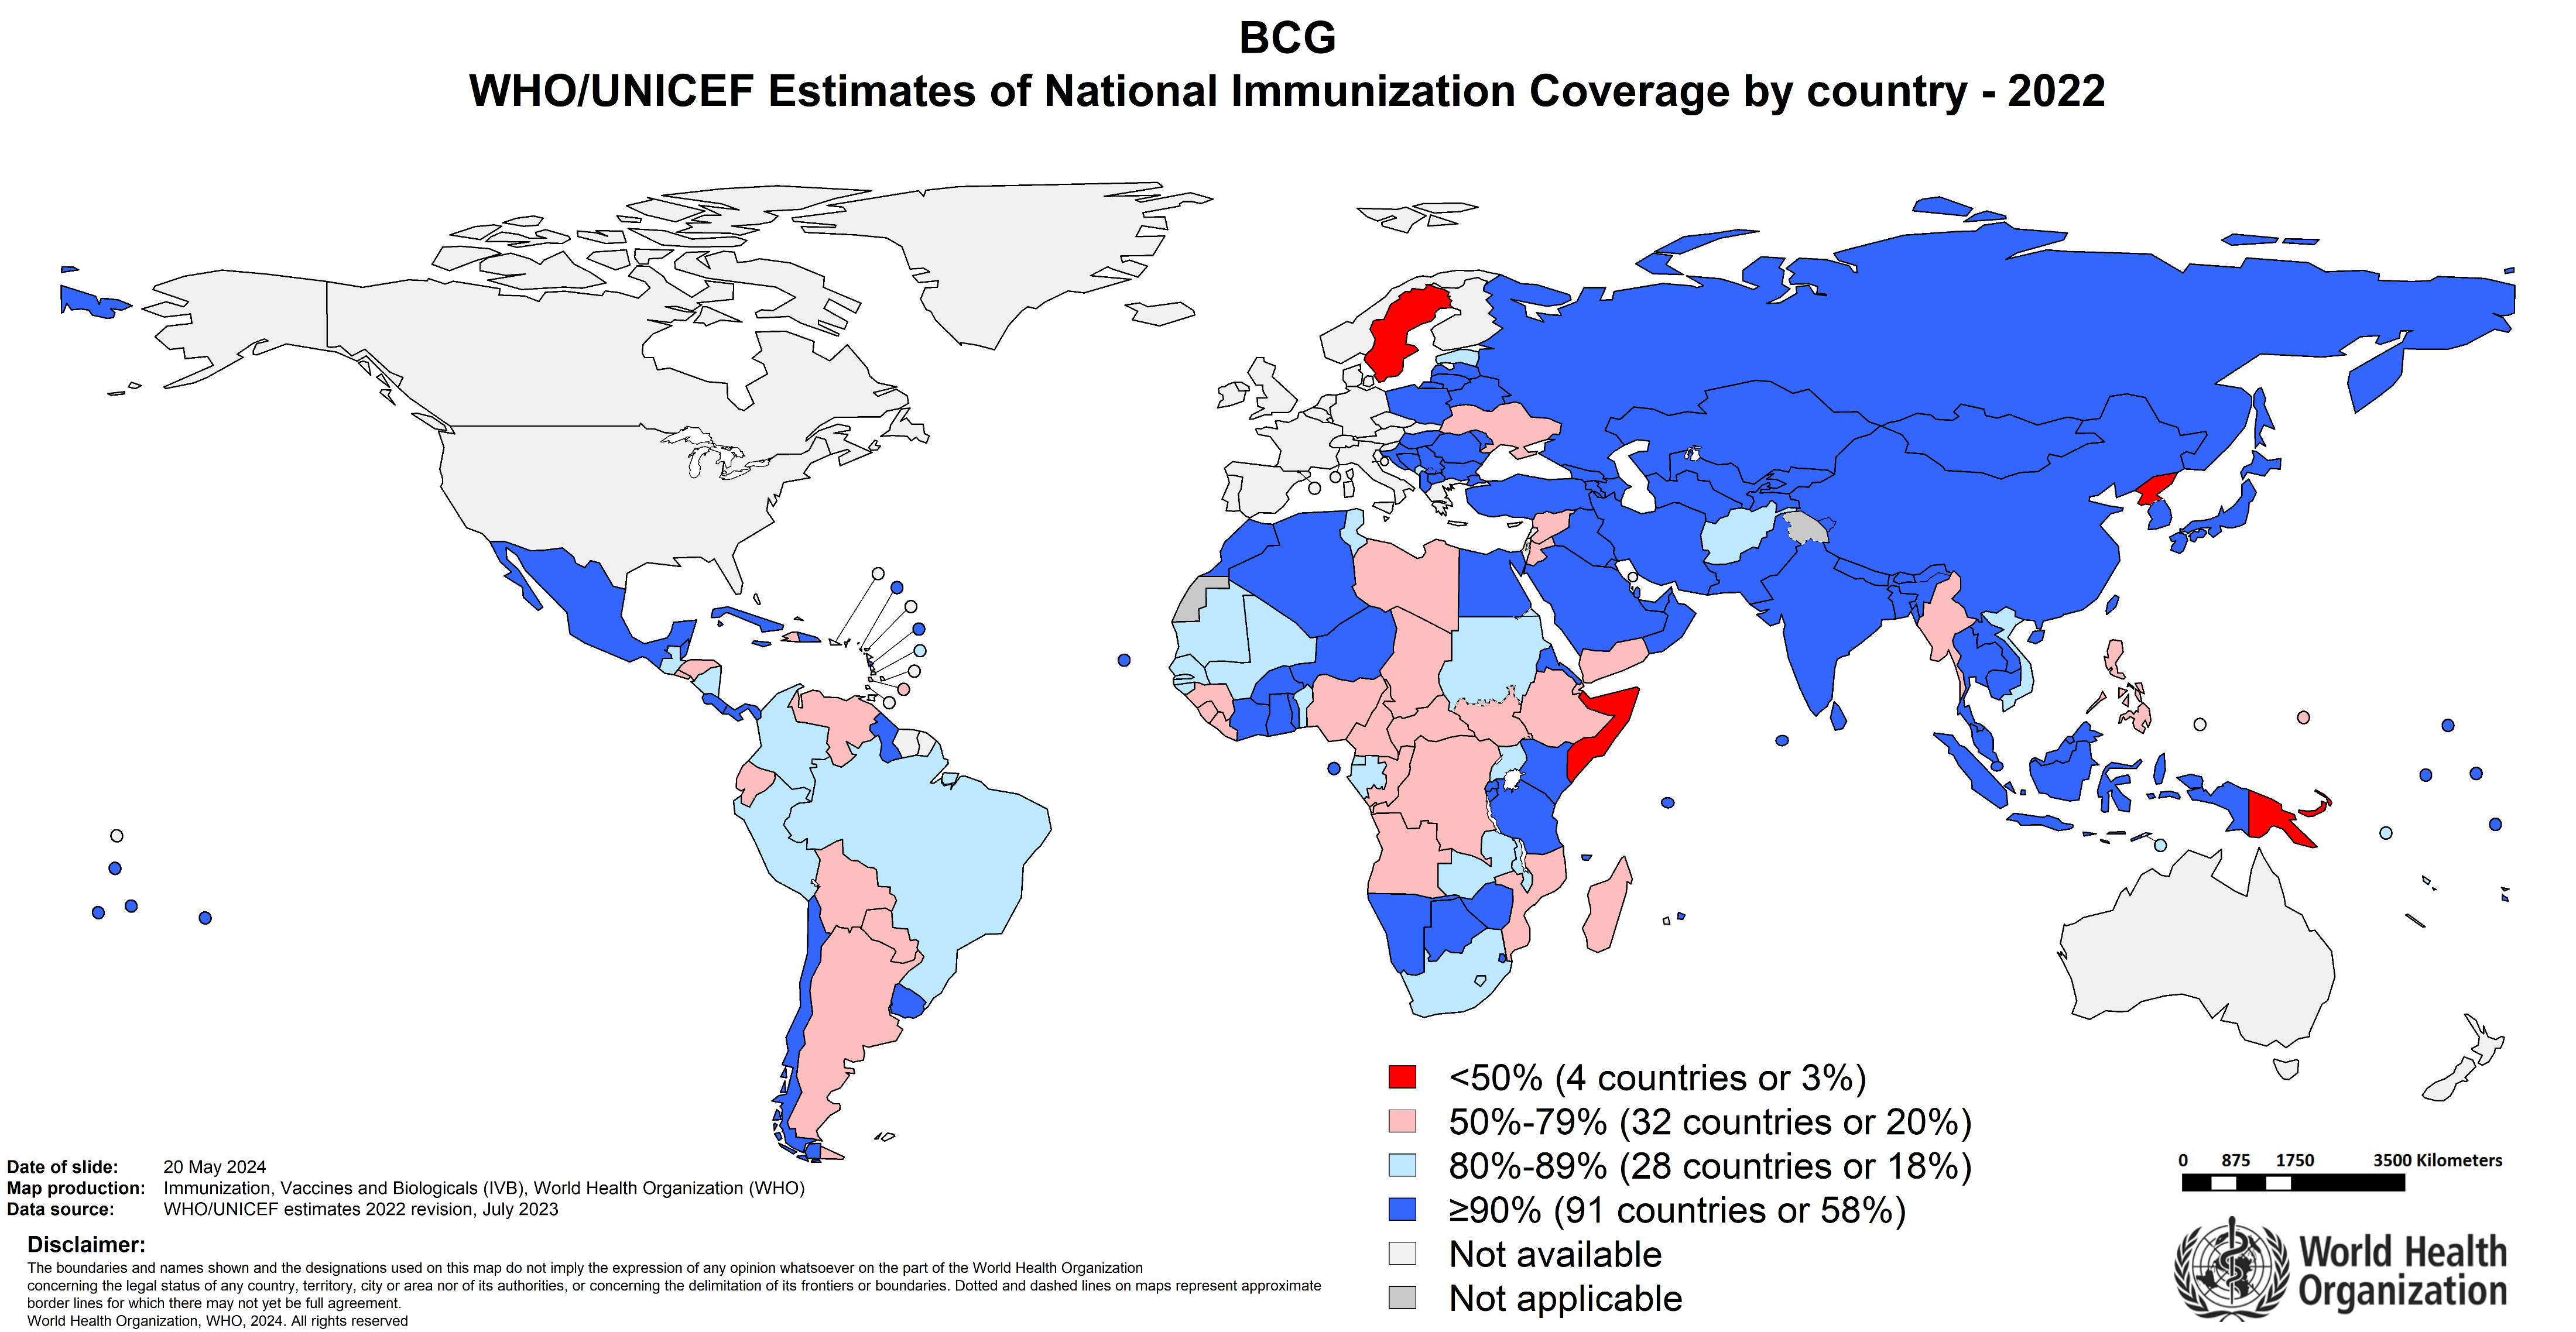 BCG
WHO/UNICEF Estimates of National Immunization Coverage by country - 2022
<50% (4 countries or 3%)
50%-79% (32 countries or 20%)
80%-89% (28 countries or 18%)
≥90% (91 countries or 58%)
Not available
Not applicable
0 875 1750 3500 Kilometers
Date of slide: 20 May 2024
Map production: Immunization, Vaccines and Biologicals (IVB), World Health Organization (WHO)
Data source: WHO/UNICEF estimates 2022 revision, July 2023
Disclaimer:
The boundaries and names shown and the designations used on this map do not imply the expression of any opinion whatsoever on the part of the World Health Organization
concerning the legal status of any country, territory, city or area nor of its authorities, or concerning the delimitation of its frontiers or boundaries. Dotted and dashed lines on maps represent approximate
border lines for which there may not yet be full agreement.
World Health Organization, WHO, 2024. All rights reserved
World Health
Organization